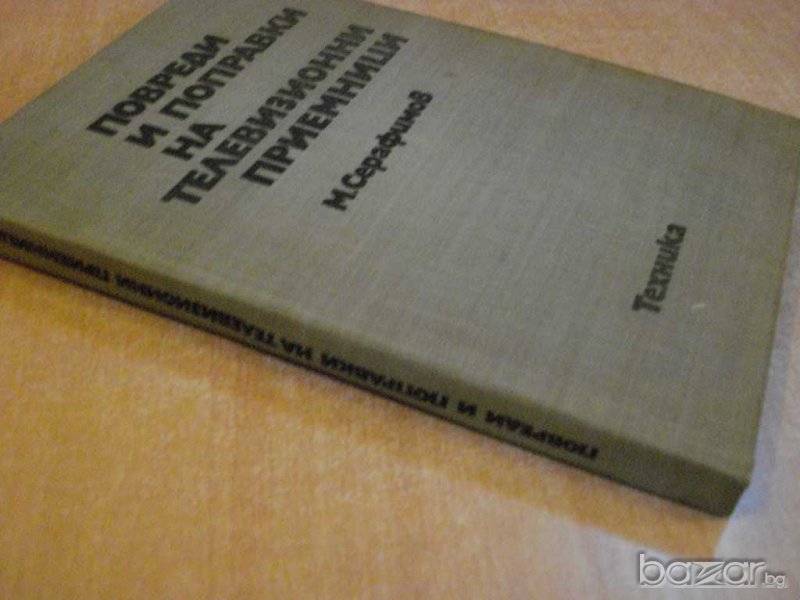 ПОВРЕДИ
И ПОПРАВКИ
НА
ТЕЛЕВИЗИОННИ
ПРИЕМНИЦИ
М.Серафимов
Техника
ПОВРЕДИ И ПОПРАВКИ НА ТЕЛЕВИЗИОННИ ПРИЕМНИЦИ
bazar.bg